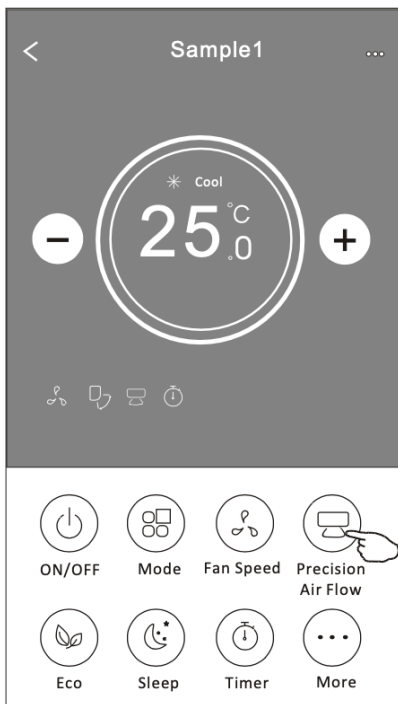 Sample1
Cool
25.0°C
ON/OFF
Mode
Fan Speed
Precision
Air Flow
Eco
Sleep
Timer
More